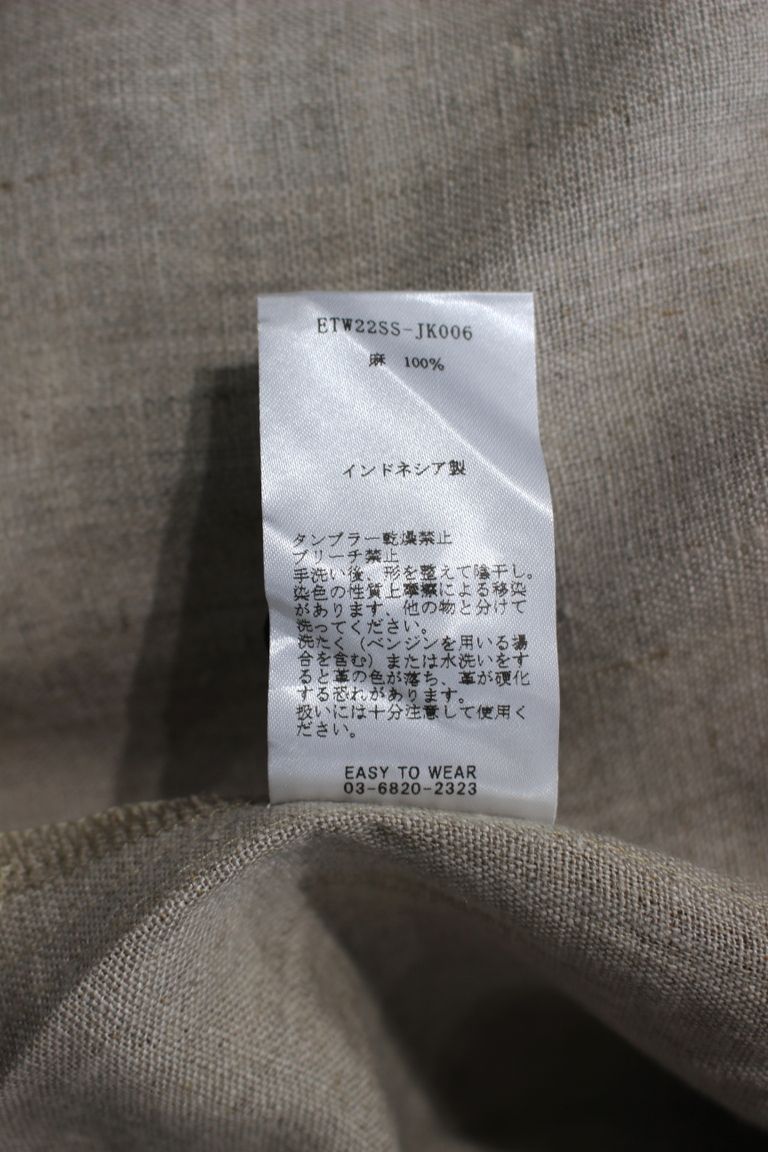 ETW22SS-JK006
麻 100%
インドネシア製
タンブラー乾燥禁止
ブリーチ禁止
手洗い後、形を整えて陰干し。
染色の性質上摩擦による移染
があります。他の物と分けて
洗ってください。
洗たく（ベンジンを用いる場
合を含む）または水洗いをす
ると革の色が落ち、革が硬化
する恐れがあります。
扱いには十分注意して使用く
ださい。
EASY TO WEAR
03-6820-2323